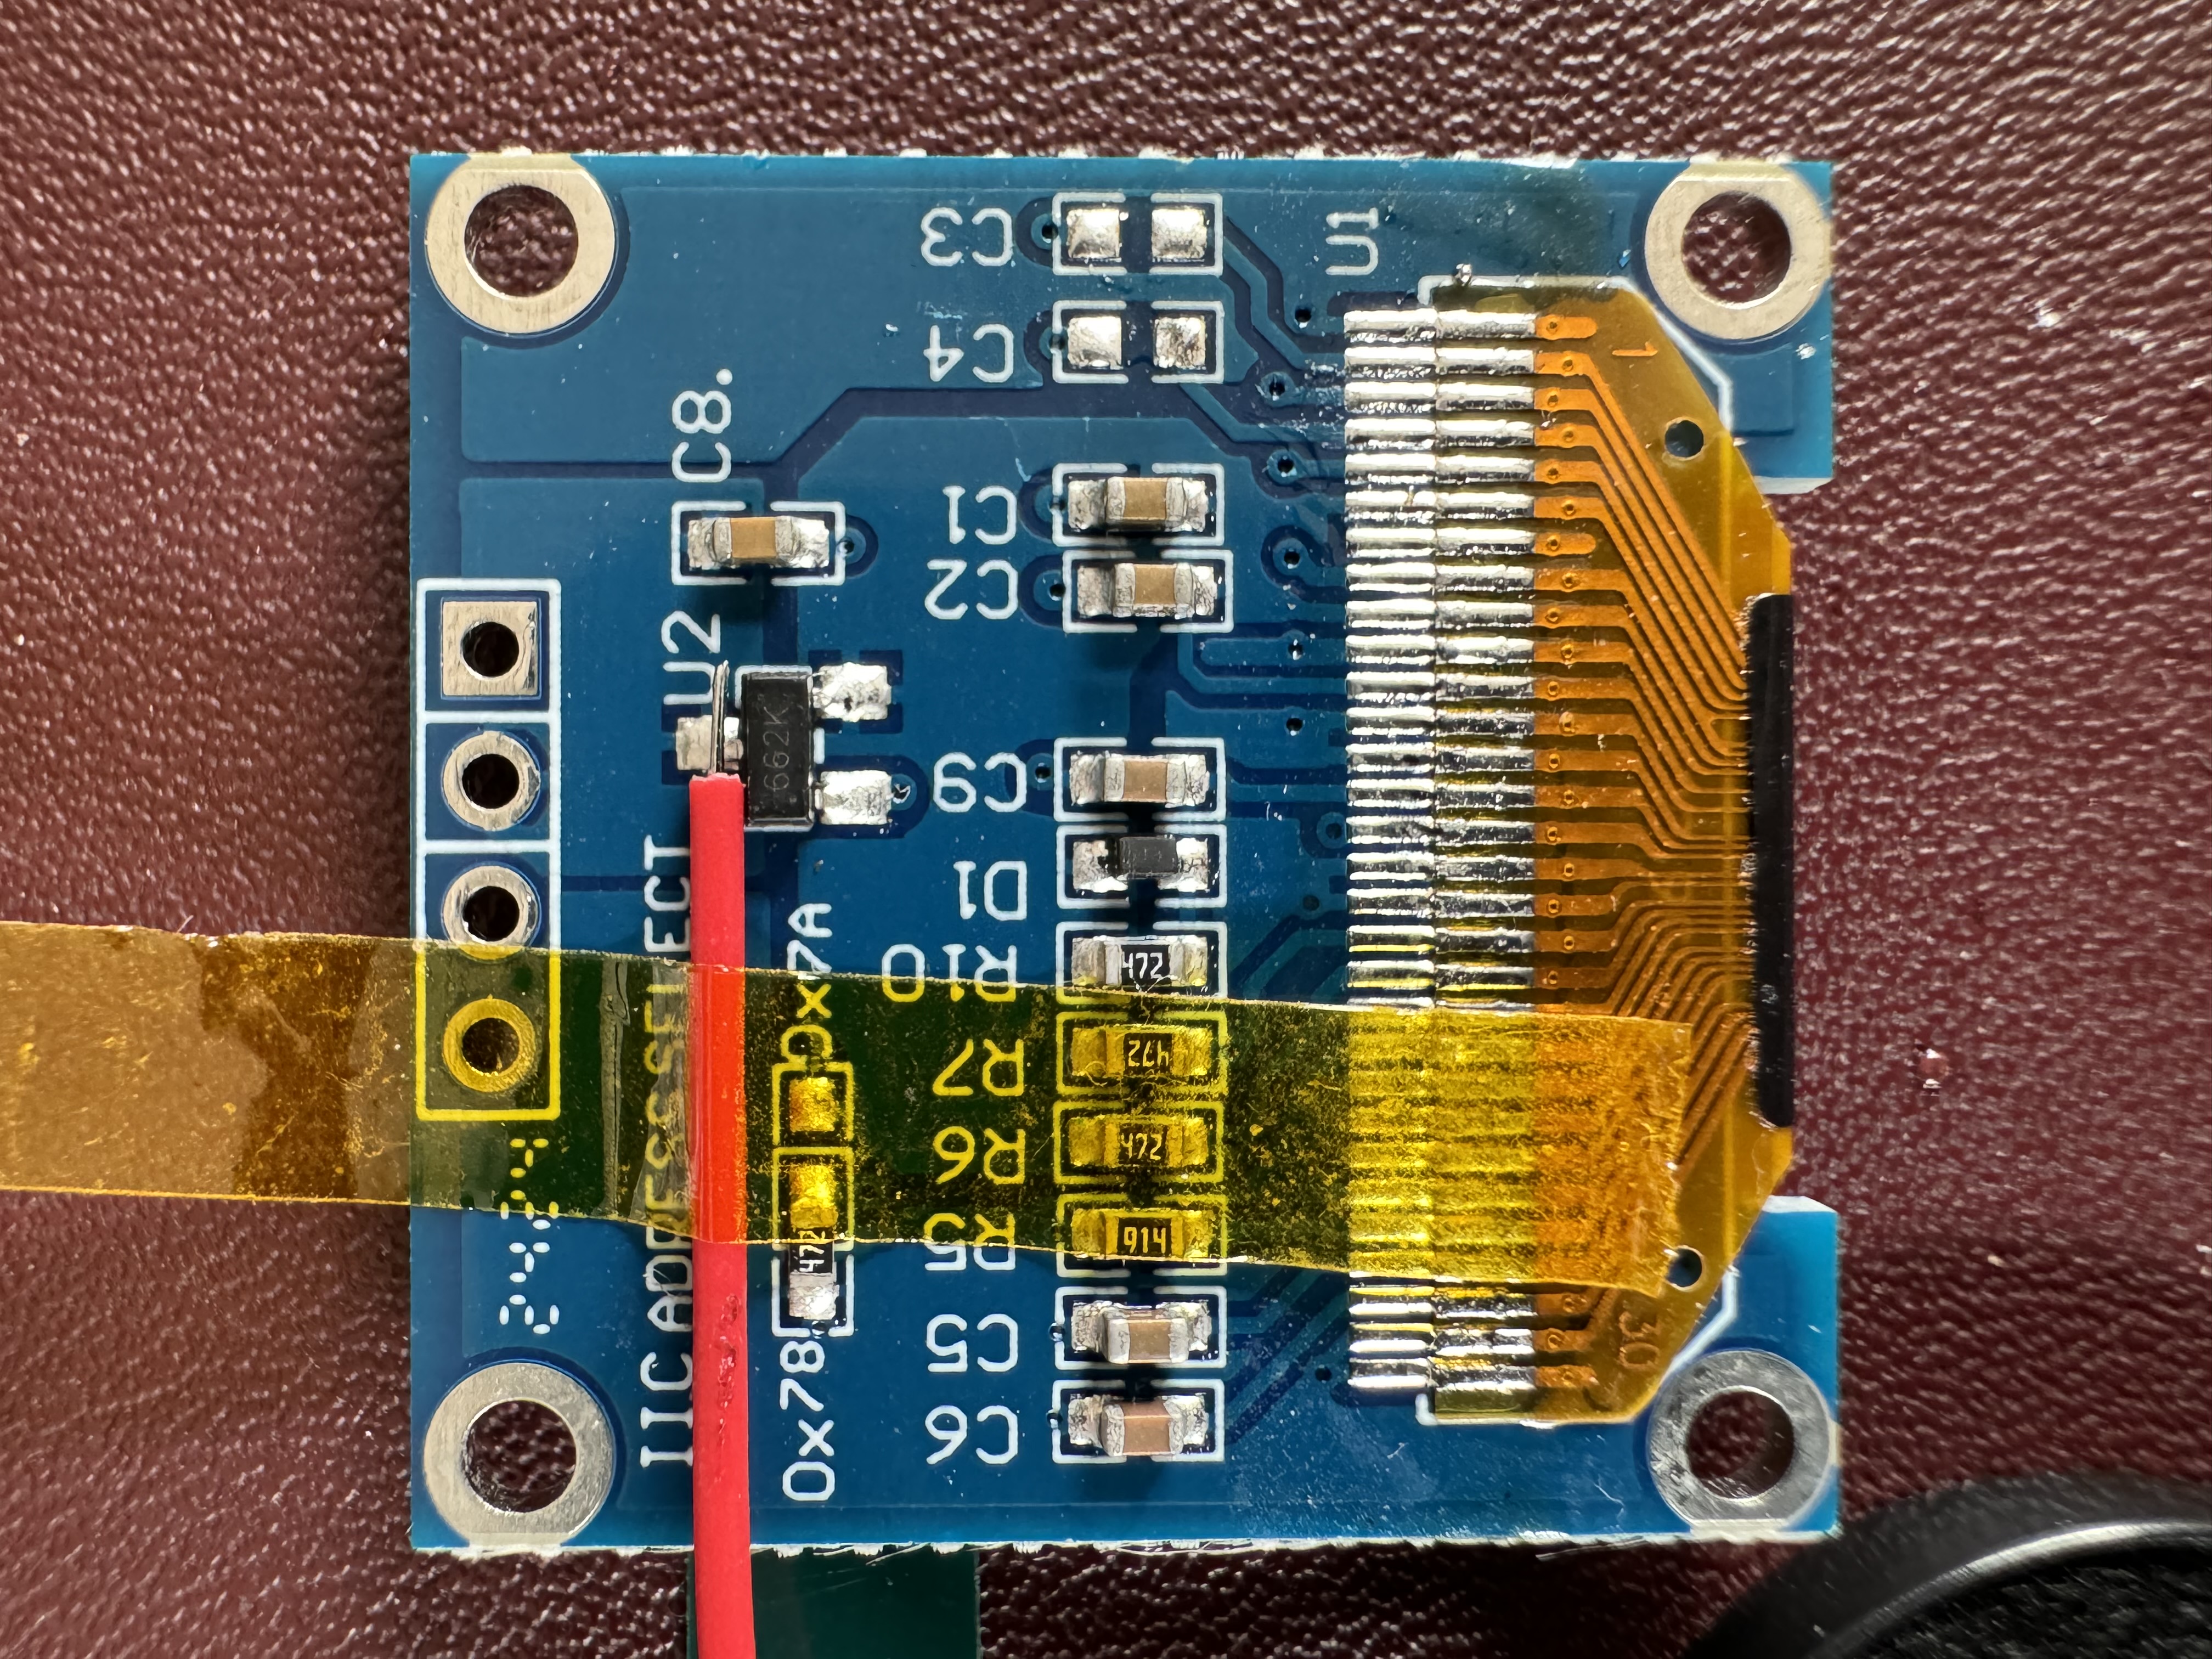 2424
IIC ADRESS SELECT
U2
C8.
662K
0x78
472
0x7A
C6
C5
R5
R6
R7
R10
D1
C9
C2
C1
C4
C3
914
472
472
472
U1
30
1